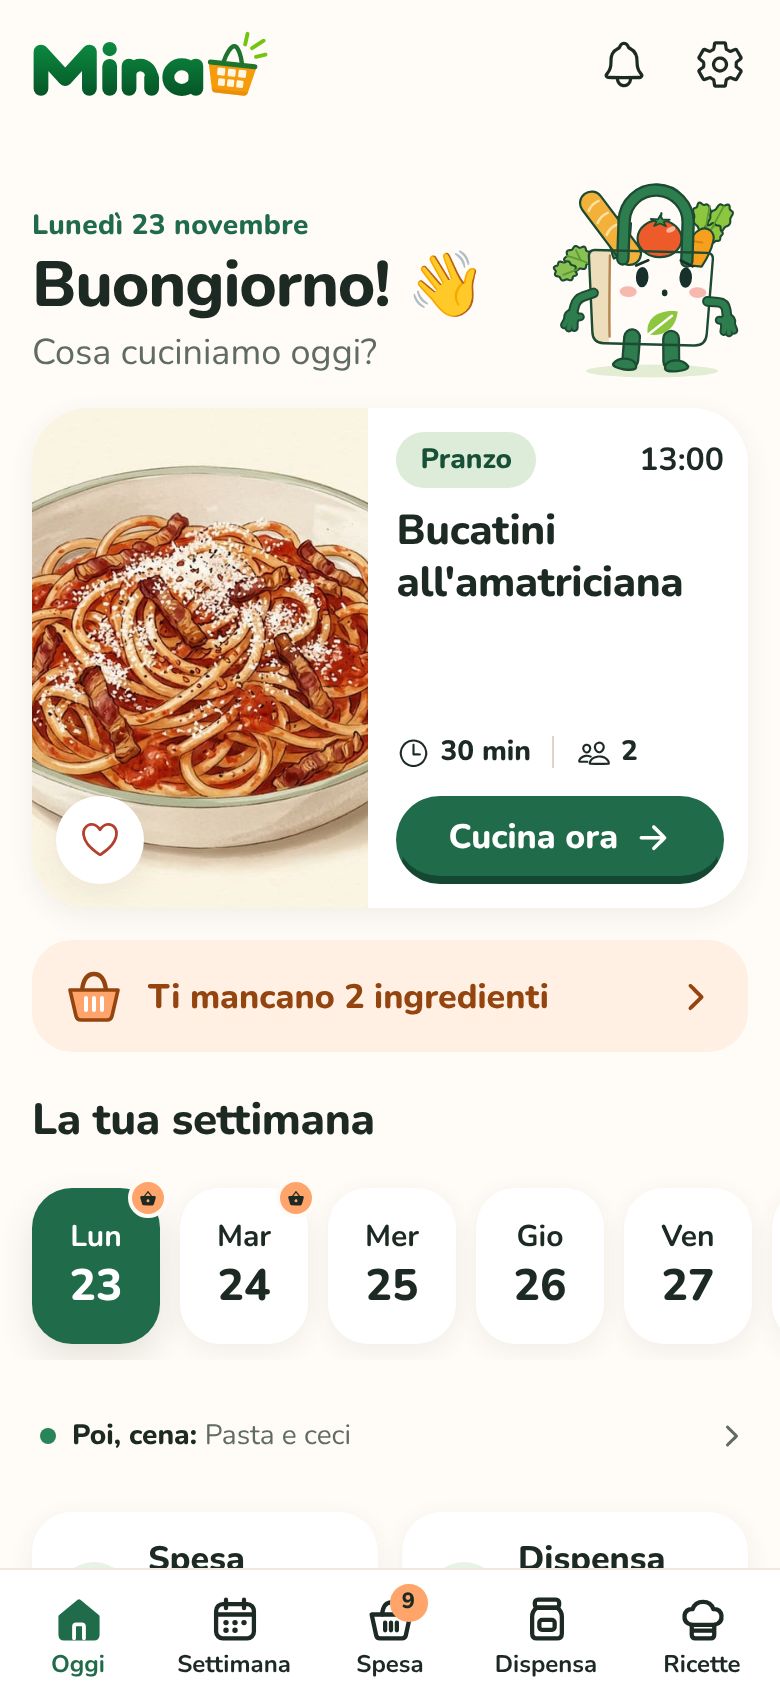 Mina
Lunedì 23 novembre
Buongiorno! 👋
Cosa cuciniamo oggi?
Pranzo
13:00
Bucatini
all'amatriciana
30 min
2
Cucina ora
Ti mancano 2 ingredienti
La tua settimana
Lun
23
Mar
24
Mer
25
Gio
26
Ven
27
Poi, cena: Pasta e ceci
Spesa
Dispensa
9
Oggi
Settimana
Spesa
Dispensa
Ricette